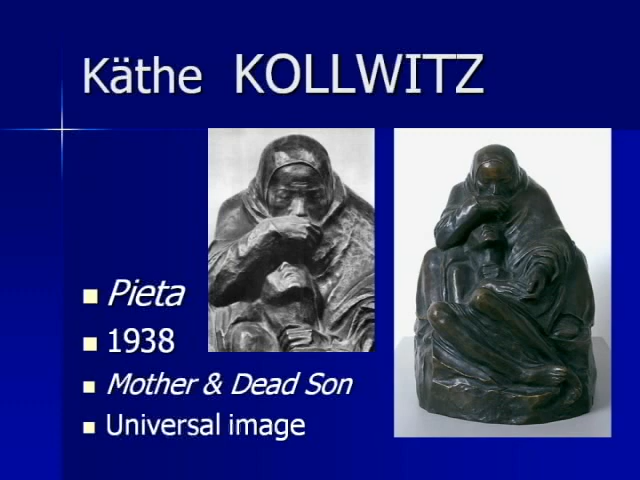 Käthe KOLLWITZ
Pieta
1938
Mother & Dead Son
Universal image